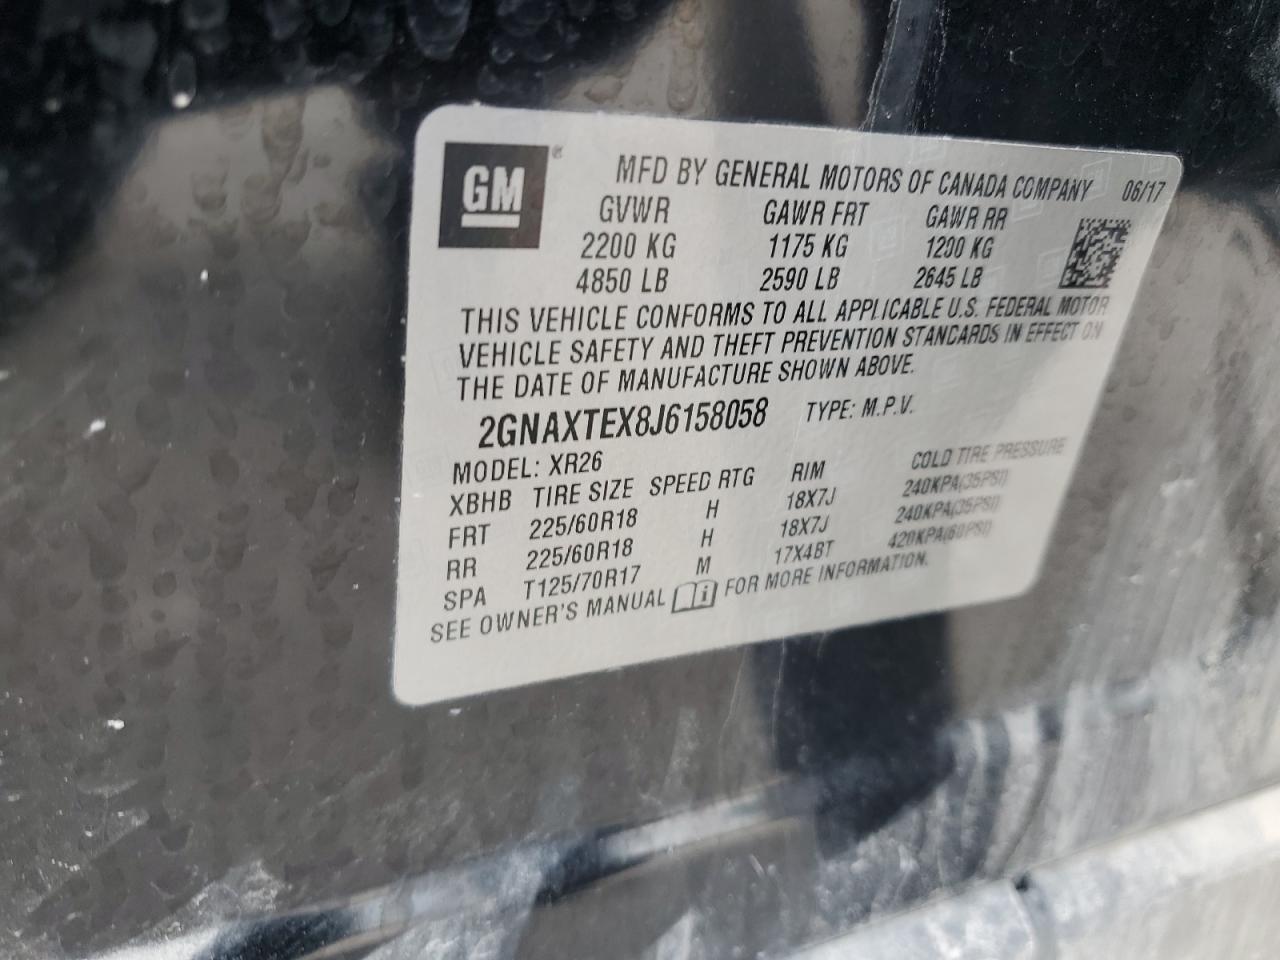 GM ®
MFD BY GENERAL MOTORS OF CANADA COMPANY 06/17
GVWR GAWR FRT GAWR RR
2200 KG 1175 KG 1200 KG
4850 LB 2590 LB 2645 LB
THIS VEHICLE CONFORMS TO ALL APPLICABLE U.S. FEDERAL MOTOR
VEHICLE SAFETY AND THEFT PREVENTION STANDARDS IN EFFECT ON
THE DATE OF MANUFACTURE SHOWN ABOVE.
2GNAXTEX8J6158058 TYPE: M.P.V.
MODEL: XR26
XBHB TIRE SIZE SPEED RTG RIM COLD TIRE PRESSURE
FRT 225/60R18 H 18X7J 240KPA(35PSI)
RR 225/60R18 H 18X7J 240KPA(35PSI)
SPA T125/70R17 M 17X4BT 420KPA(60PSI)
SEE OWNER'S MANUAL i FOR MORE INFORMATION.